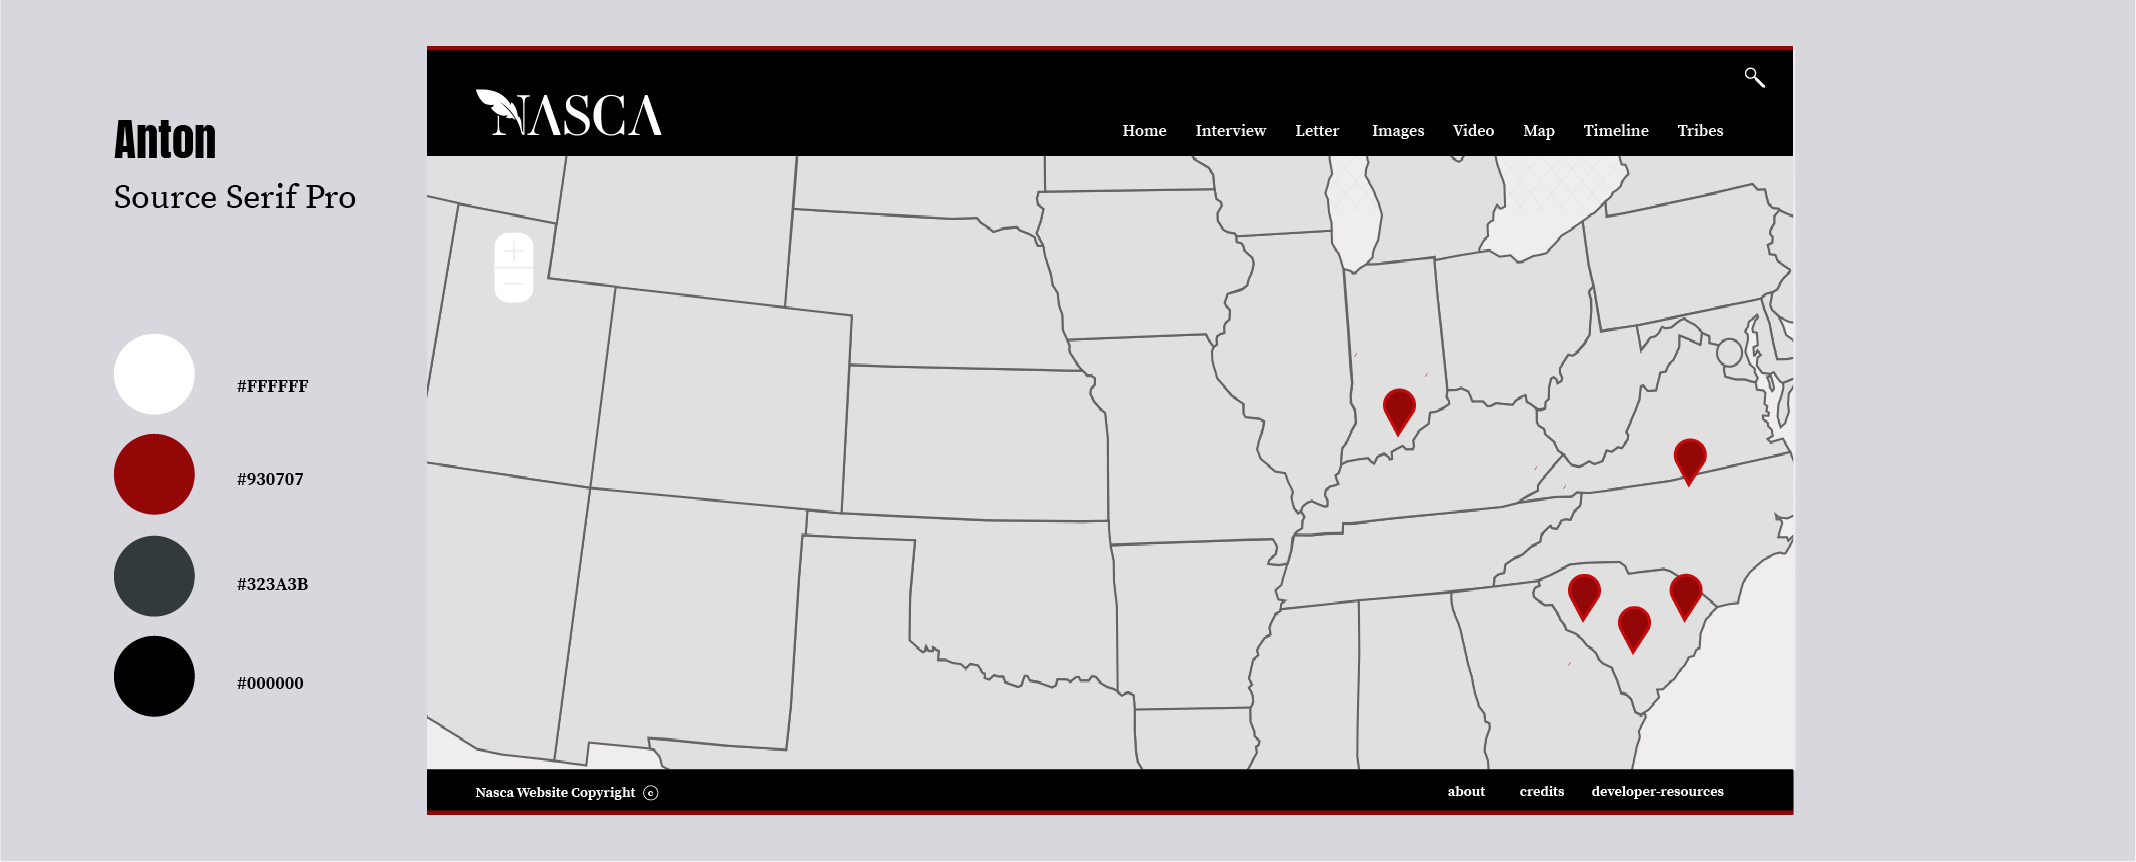 Anton
Source Serif Pro
#FFFFFF
#930707
#323A3B
#000000
NASCA
Home Interview Letter Images Video Map Timeline Tribes
Nasca Website Copyright ©
about credits developer-resources